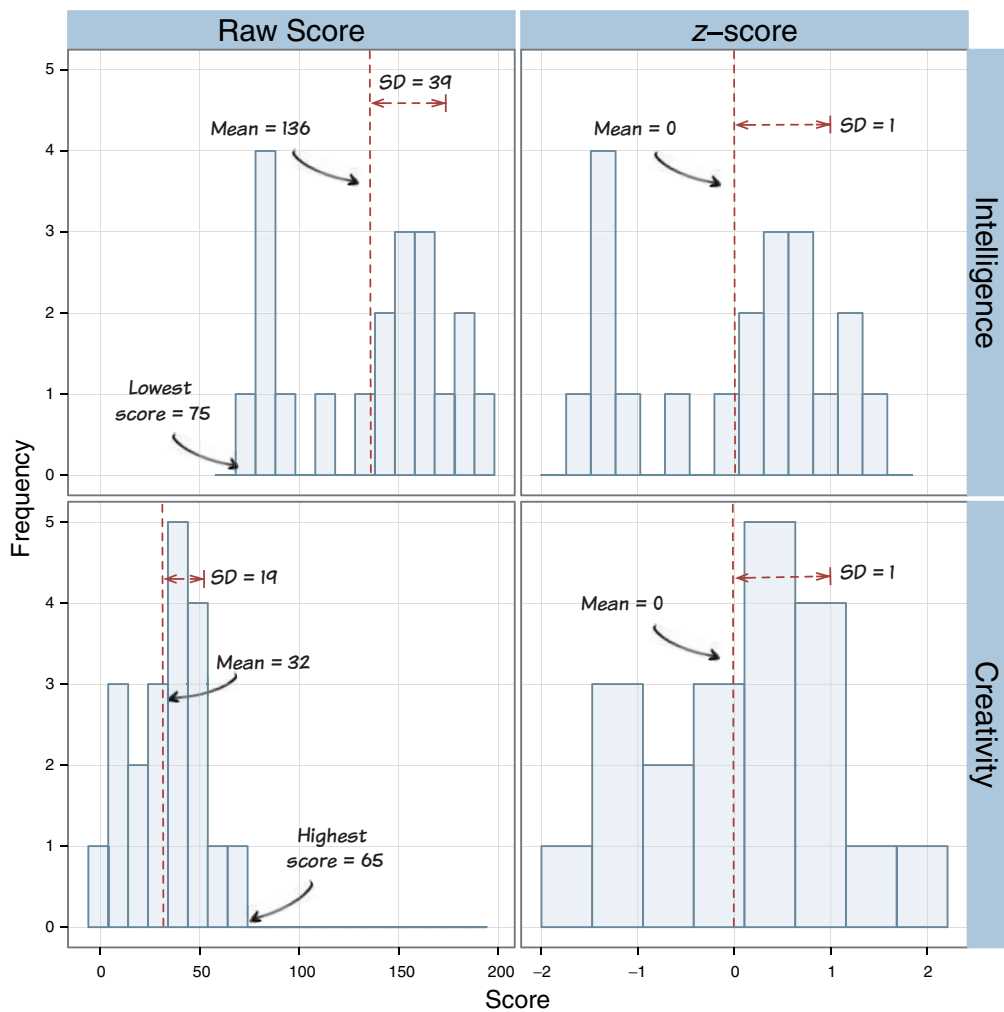 Raw Score
z–score
5
4
3
2
1
0
SD = 39
Mean = 136
Lowest
score = 75
Mean = 0
SD = 1
Intelligence
Frequency
5
4
3
2
1
0
SD = 19
Mean = 32
Highest
score = 65
SD = 1
Mean = 0
Creativity
0
50
100
150
200
–2
–1
0
1
2
Score